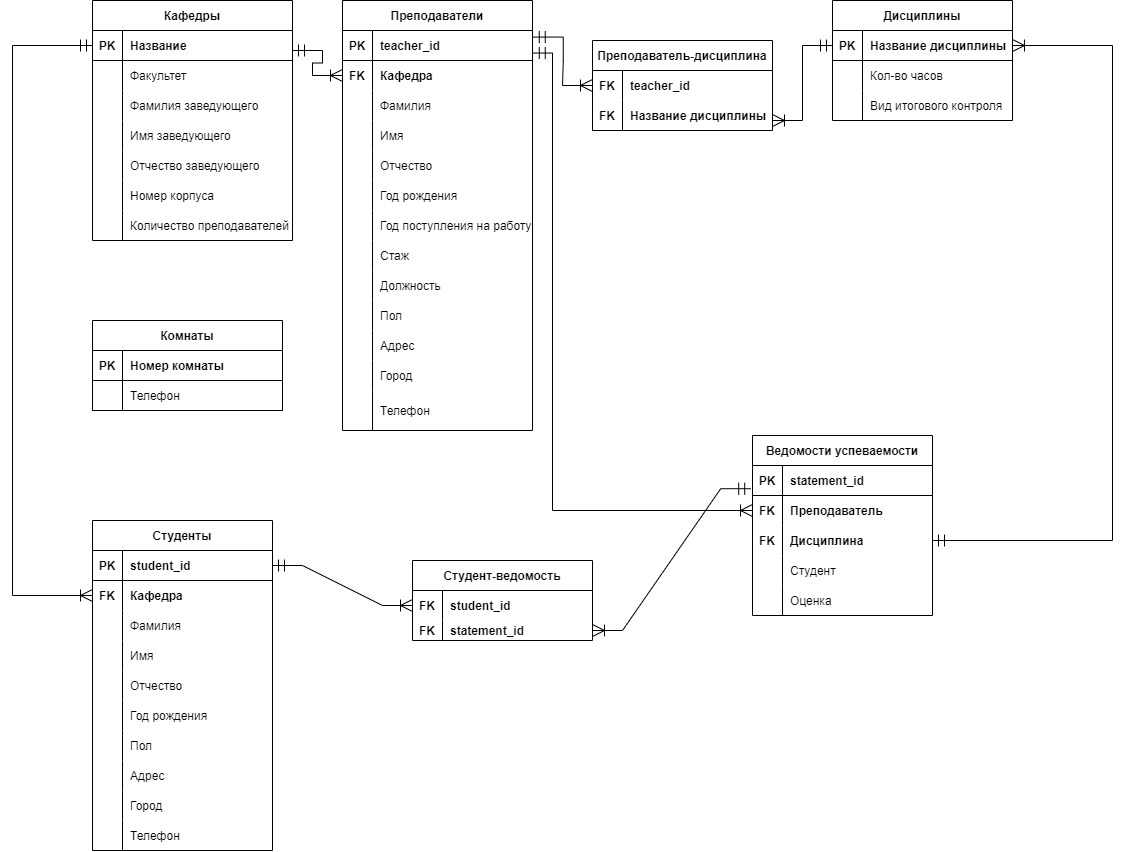 Кафедры
PK Название
Факультет
Фамилия заведующего
Имя заведующего
Отчество заведующего
Номер корпуса
Количество преподавателей
Преподаватели
PK teacher_id
FK Кафедра
Фамилия
Имя
Отчество
Год рождения
Год поступления на работу
Стаж
Должность
Пол
Адрес
Город
Телефон
Преподаватель-дисциплина
FK teacher_id
FK Название дисциплины
Дисциплины
PK Название дисциплины
Кол-во часов
Вид итогового контроля
Комнаты
PK Номер комнаты
Телефон
Ведомости успеваемости
PK statement_id
FK Преподаватель
FK Дисциплина
Студент
Оценка
Студенты
PK student_id
FK Кафедра
Фамилия
Имя
Отчество
Год рождения
Пол
Адрес
Город
Телефон
Студент-ведомость
FK student_id
FK statement_id